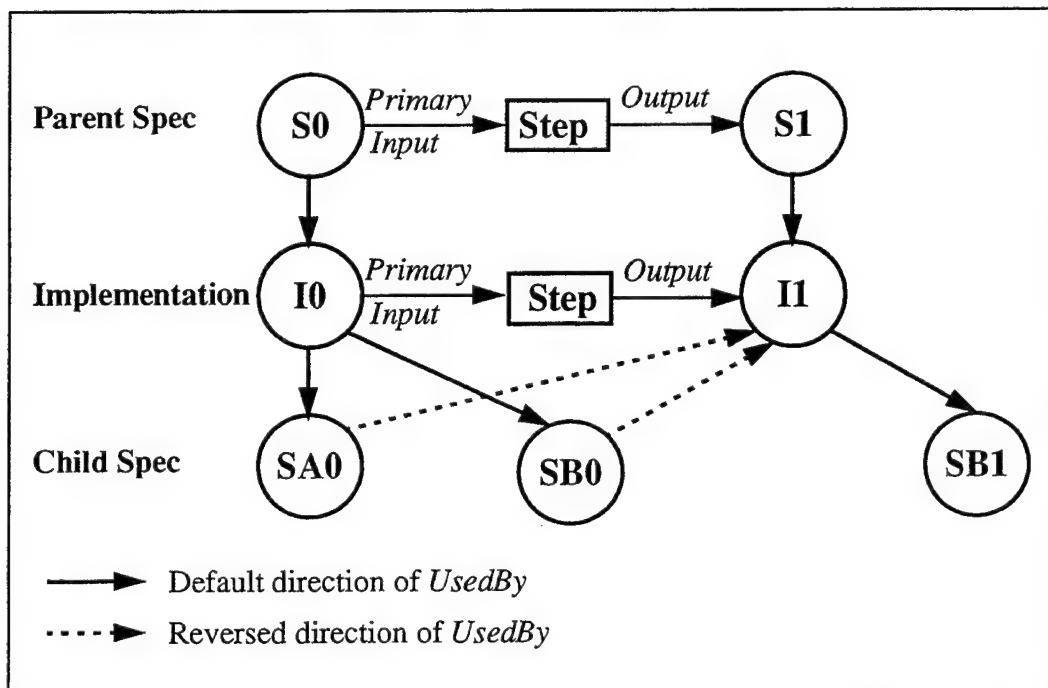 Parent Spec
S0
Primary
Input
Step
Output
S1
Implementation
I0
Primary
Input
Step
Output
I1
Child Spec
SA0
SB0
SB1
Default direction of UsedBy
Reversed direction of UsedBy